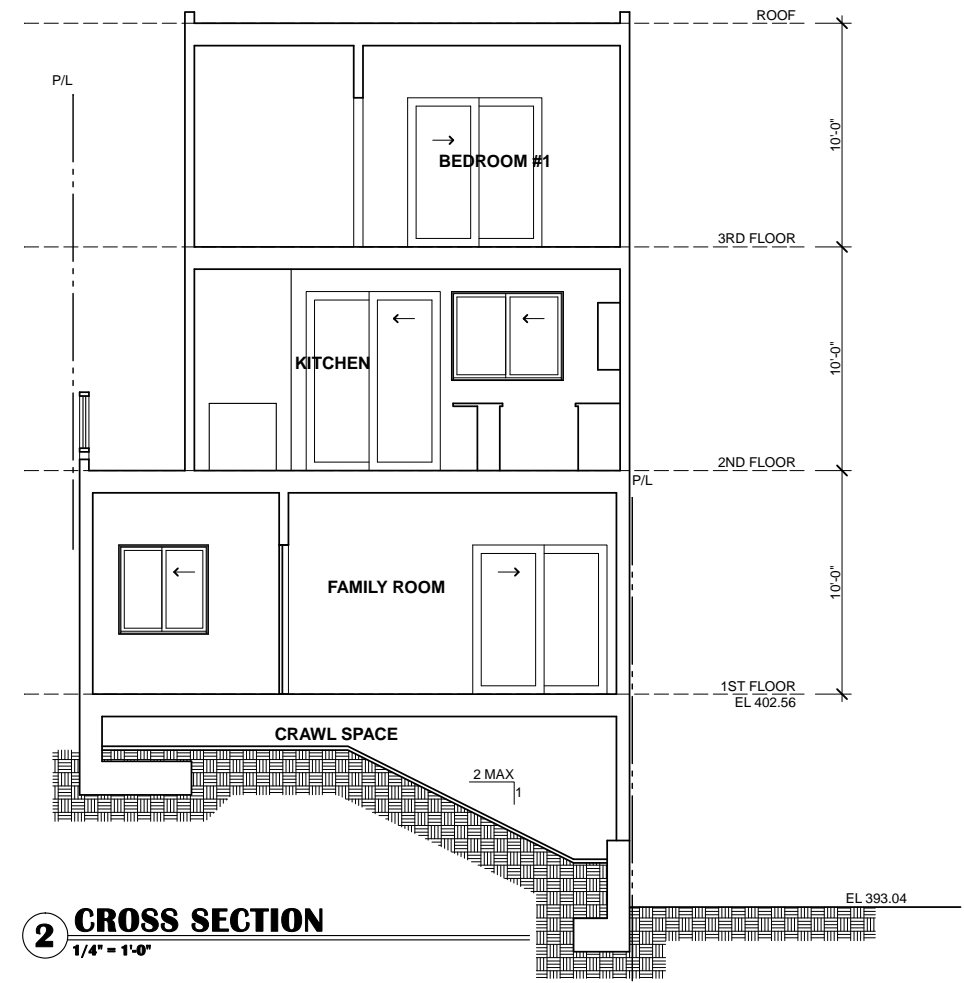 ROOF
P/L
10'-0"
BEDROOM #1
3RD FLOOR
10'-0"
KITCHEN
2ND FLOOR
P/L
10'-0"
FAMILY ROOM
1ST FLOOR
EL 402.56
CRAWL SPACE
2 MAX
1
EL 393.04
2 CROSS SECTION
1/4" = 1'-0"